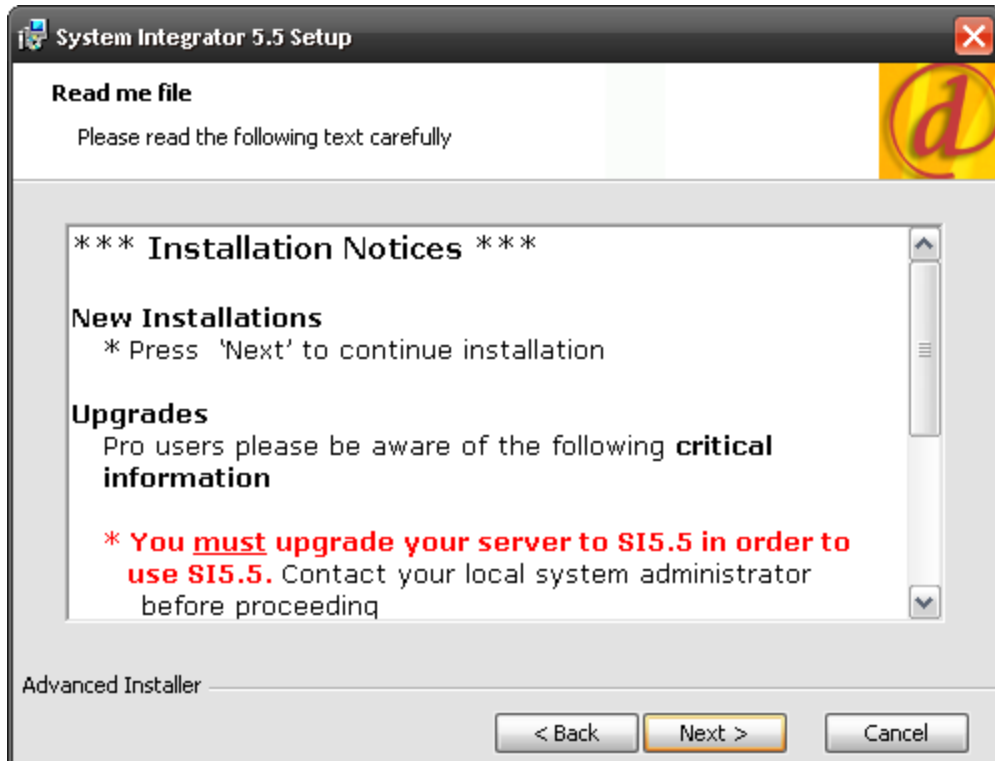 System Integrator 5.5 Setup
Read me file
Please read the following text carefully
*** Installation Notices ***
New Installations
* Press 'Next' to continue installation
Upgrades
Pro users please be aware of the following critical
information
* You must upgrade your server to SI5.5 in order to
use SI5.5. Contact your local system administrator
before proceeding
Advanced Installer
< Back
Next >
Cancel